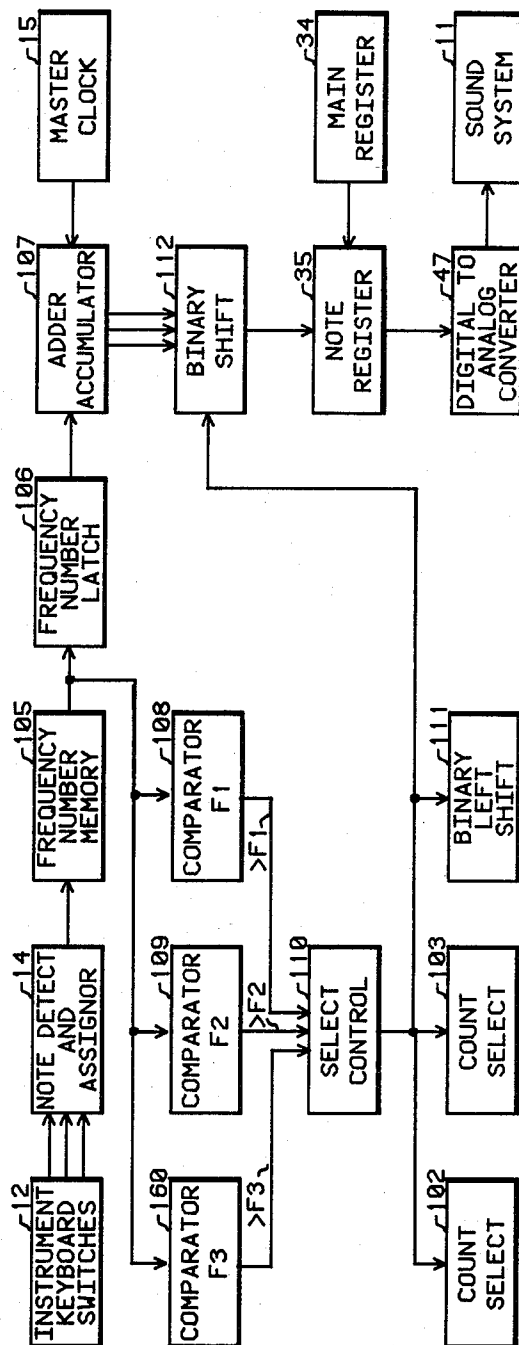 12
INSTRUMENT
KEYBOARD
SWITCHES
14
NOTE DETECT
AND
ASSIGNOR
105
FREQUENCY
NUMBER
MEMORY
106
FREQUENCY
NUMBER
LATCH
107
ADDER
ACCUMULATOR
15
MASTER
CLOCK
160
COMPARATOR
F3
109
COMPARATOR
F2
108
COMPARATOR
F1
112
BINARY
SHIFT
>F3
>F2
>F1
110
SELECT
CONTROL
35
NOTE
REGISTER
34
MAIN
REGISTER
102
COUNT
SELECT
103
COUNT
SELECT
111
BINARY
LEFT
SHIFT
47
DIGITAL TO
ANALOG
CONVERTER
11
SOUND
SYSTEM